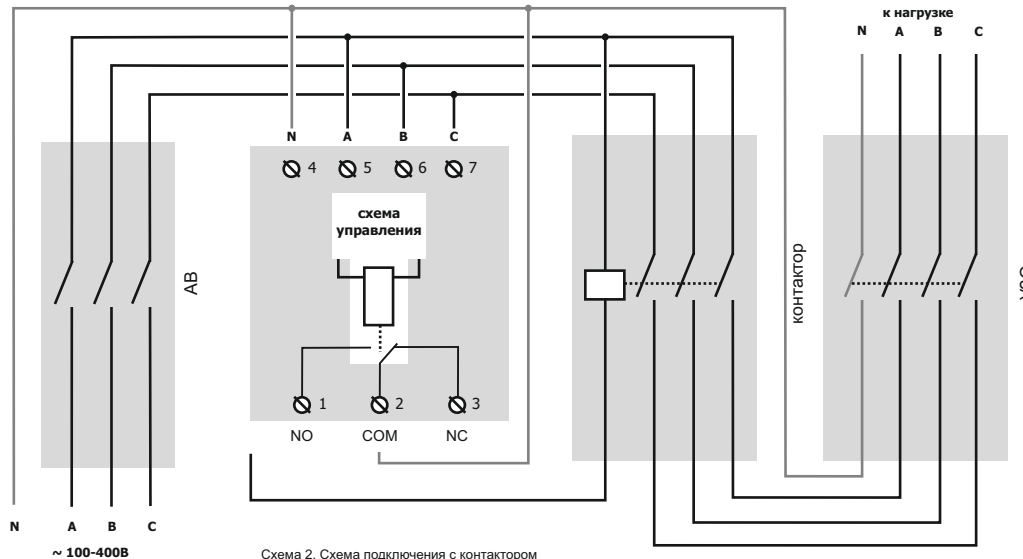 к нагрузке
N A B C
N A B C
4 5 6 7
схема
управления
АВ
контактор
1 2 3
NO COM NC
N A B C
~ 100-400В
Схема 2. Схема подключения с контактором